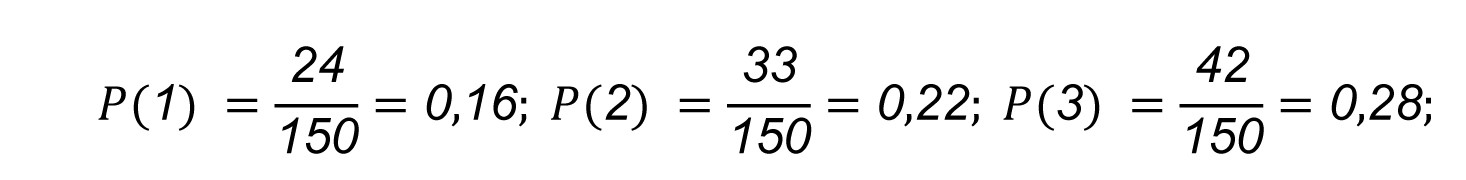 P(1) = 24/150 = 0,16; P(2) = 33/150 = 0,22; P(3) = 42/150 = 0,28;